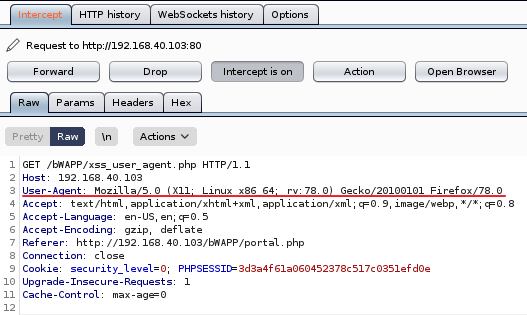 Intercept HTTP history WebSockets history Options
Request to http://192.168.40.103:80
Forward Drop Intercept is on Action Open Browser
Raw Params Headers Hex
Pretty Raw \n Actions
1 GET /bWAPP/xss_user_agent.php HTTP/1.1
2 Host: 192.168.40.103
3 User-Agent: Mozilla/5.0 (X11; Linux x86_64; rv:78.0) Gecko/20100101 Firefox/78.0
4 Accept: text/html,application/xhtml+xml,application/xml;q=0.9,image/webp,*/*;q=0.8
5 Accept-Language: en-US,en;q=0.5
6 Accept-Encoding: gzip, deflate
7 Referer: http://192.168.40.103/bWAPP/portal.php
8 Connection: close
9 Cookie: security_level=0; PHPSESSID=3d3a4f61a060452378c517c0351efd0e
10 Upgrade-Insecure-Requests: 1
11 Cache-Control: max-age=0
12